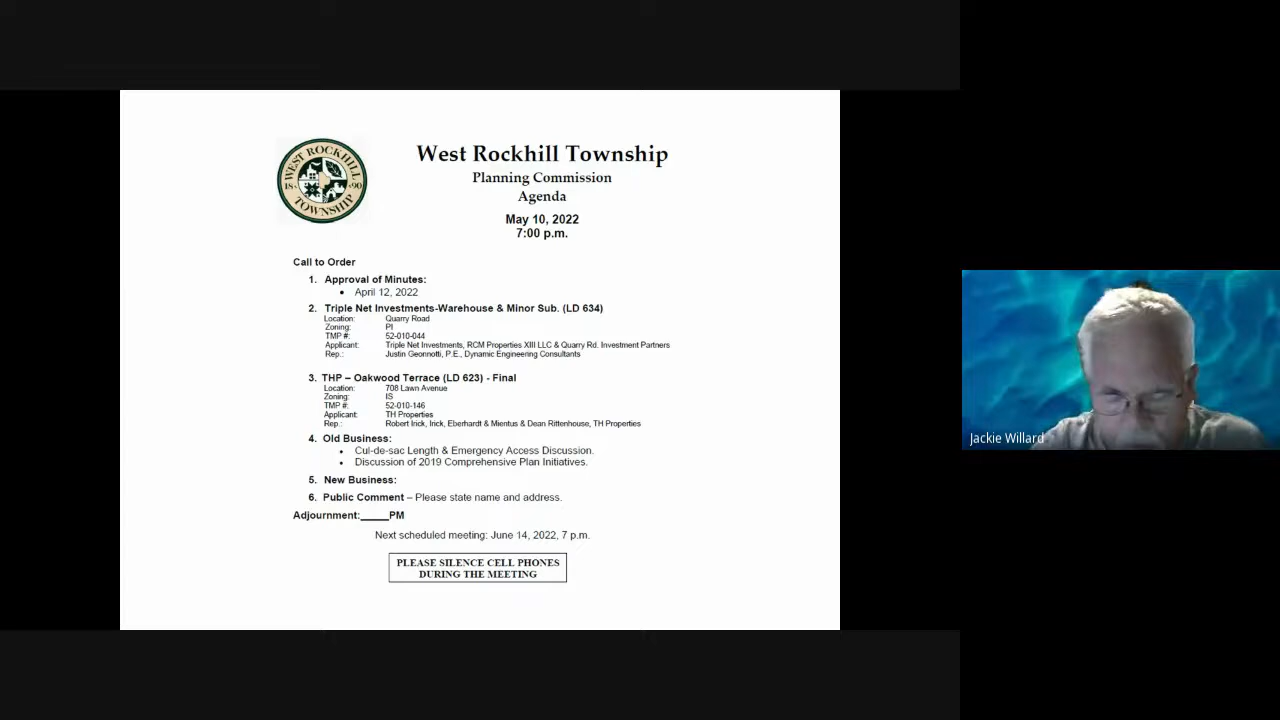 WEST ROCKHILL
1890
TOWNSHIP
West Rockhill Township
Planning Commission
Agenda
May 10, 2022
7:00 p.m.
Call to Order
1. Approval of Minutes:
• April 12, 2022
2. Triple Net Investments-Warehouse & Minor Sub. (LD 634)
Location: Quarry Road
Zoning: PI
TMP #: 52-010-044
Applicant: Triple Net Investments, RCM Properties XIII LLC & Quarry Rd. Investment Partners
Rep.: Justin Geonnotti, P.E., Dynamic Engineering Consultants
3. THP – Oakwood Terrace (LD 623) - Final
Location: 708 Lawn Avenue
Zoning: IS
TMP #: 52-010-146
Applicant: TH Properties
Rep.: Robert Irick, Irick, Eberhardt & Mientus & Dean Rittenhouse, TH Properties
4. Old Business:
• Cul-de-sac Length & Emergency Access Discussion.
• Discussion of 2019 Comprehensive Plan Initiatives.
5. New Business:
6. Public Comment – Please state name and address.
Adjournment:_____PM
Next scheduled meeting: June 14, 2022, 7 p.m.
PLEASE SILENCE CELL PHONES
DURING THE MEETING
Jackie Willard